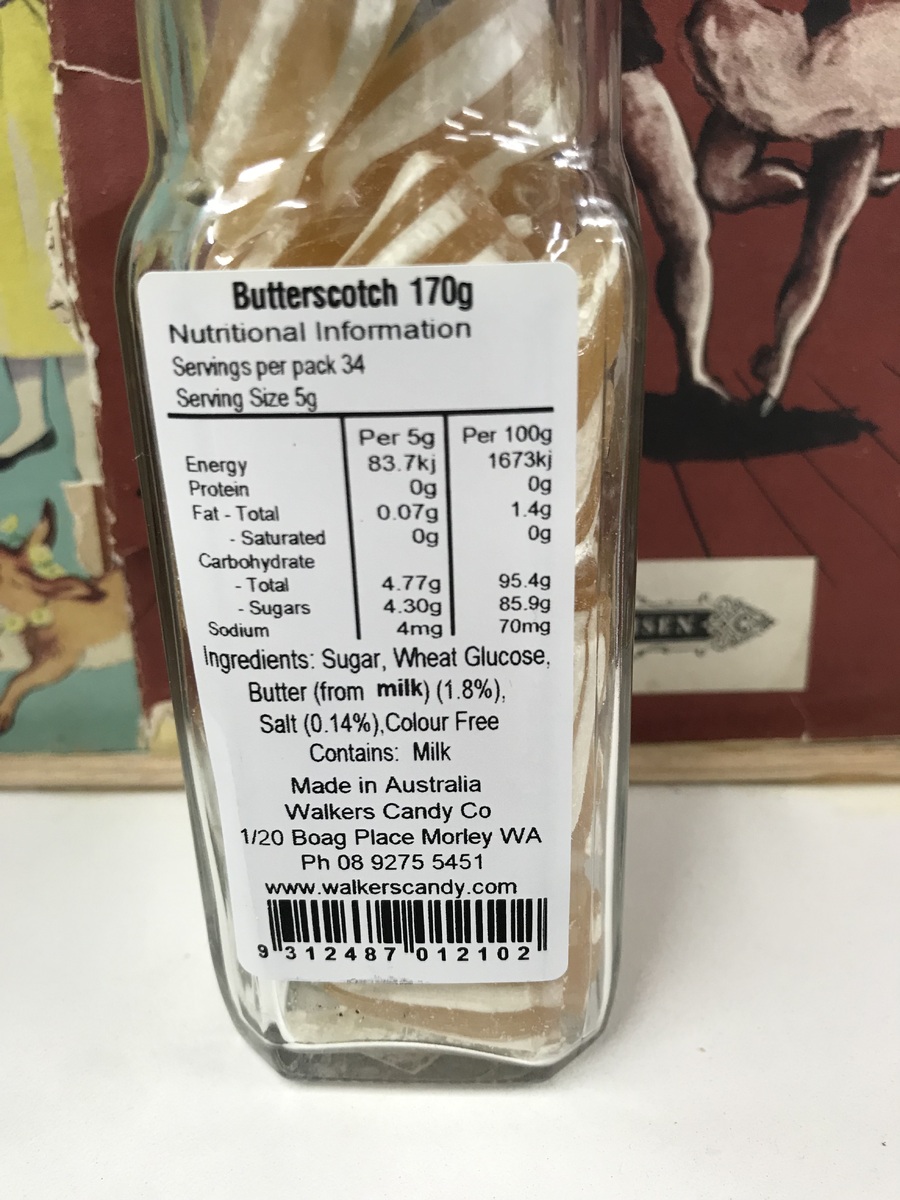 Butterscotch 170g
Nutritional Information
Servings per pack 34
Serving Size 5g
Per 5g Per 100g
Energy 83.7kj 1673kj
Protein 0g 0g
Fat - Total 0.07g 1.4g
- Saturated 0g 0g
Carbohydrate
- Total 4.77g 95.4g
- Sugars 4.30g 85.9g
Sodium 4mg 70mg
Ingredients: Sugar, Wheat Glucose,
Butter (from milk) (1.8%),
Salt (0.14%),Colour Free
Contains: Milk
Made in Australia
Walkers Candy Co
1/20 Boag Place Morley WA
Ph 08 9275 5451
www.walkerscandy.com
9 312487 012102